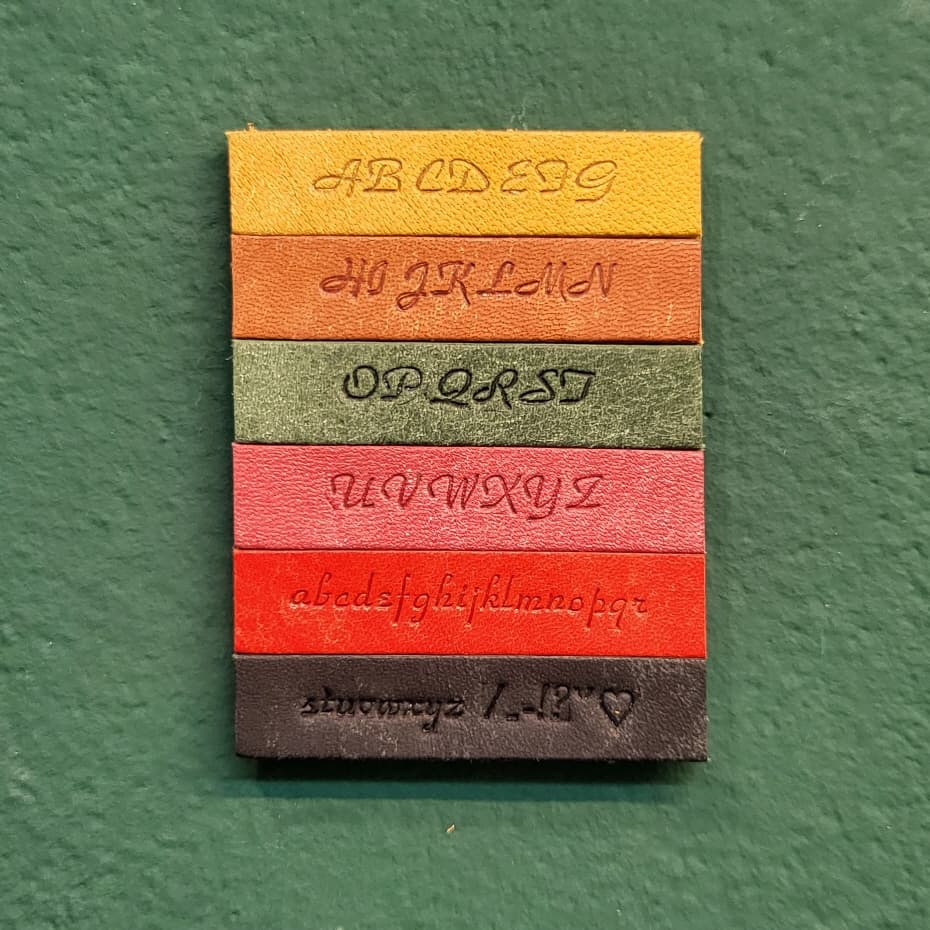 ABCDEFG
HIJKLMN
OPQRST
UVWXYZ
abcdefghijklmnopqr
stuvwxyz